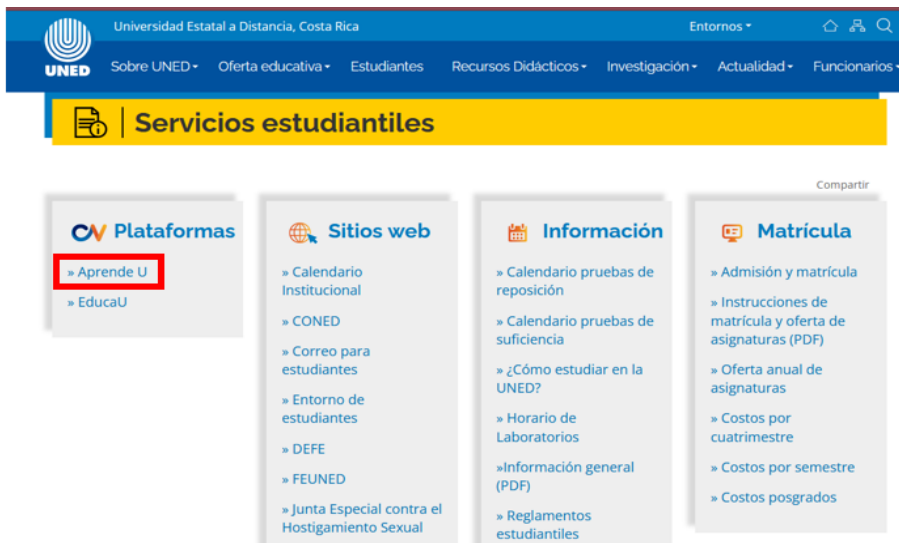 Universidad Estatal a Distancia, Costa Rica
Entornos
UNED
Sobre UNED
Oferta educativa
Estudiantes
Recursos Didácticos
Investigación
Actualidad
Funcionarios
Servicios estudiantiles
Compartir
Plataformas
» Aprende U
» EducaU
Sitios web
» Calendario
Institucional
» CONED
» Correo para
estudiantes
» Entorno de
estudiantes
» DEFE
» FEUNED
» Junta Especial contra el
Hostigamiento Sexual
Información
» Calendario pruebas de
reposición
» Calendario pruebas de
suficiencia
» ¿Cómo estudiar en la
UNED?
» Horario de
Laboratorios
»Información general
(PDF)
» Reglamentos
estudiantiles
Matrícula
» Admisión y matrícula
» Instrucciones de
matrícula y oferta de
asignaturas (PDF)
» Oferta anual de
asignaturas
» Costos por
cuatrimestre
» Costos por semestre
» Costos posgrados